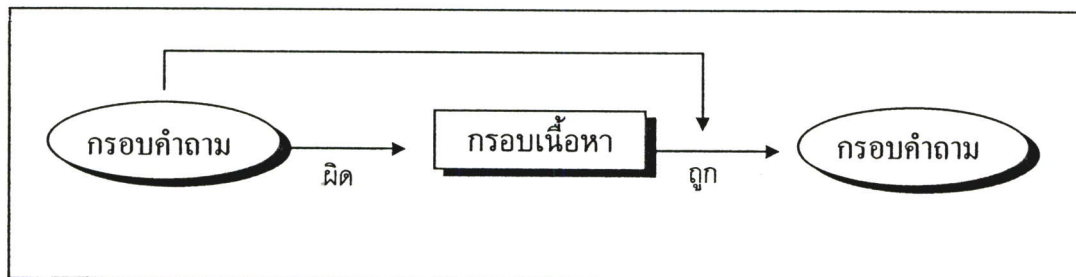 กรอบคำถาม
ผิด
กรอบเนื้อหา
ถูก
กรอบคำถาม